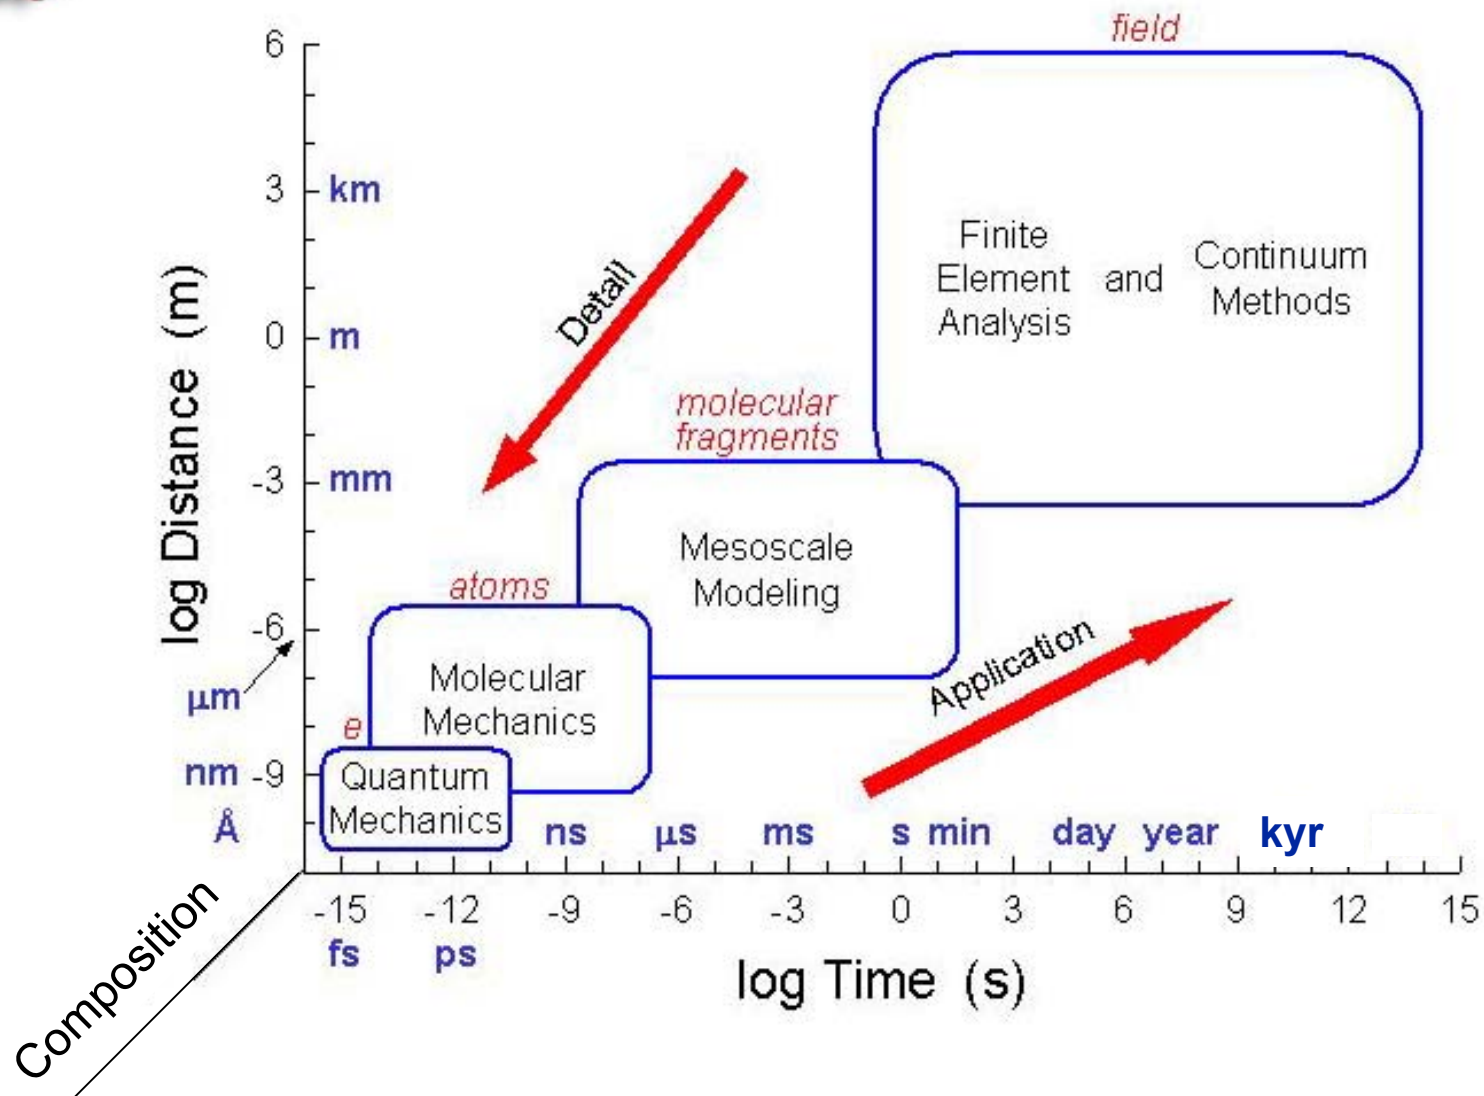 field
6
3
km
0
m
-3
mm
-6
μm
nm
-9
Å
log Distance (m)
Detail
Finite
Element
Analysis
and
Continuum
Methods
molecular
fragments
Mesoscale
Modeling
atoms
Molecular
Mechanics
e
Quantum
Mechanics
Application
ns μs ms s min day year kyr
-15 -12 -9 -6 -3 0 3 6 9 12 15
fs ps
log Time (s)
Composition